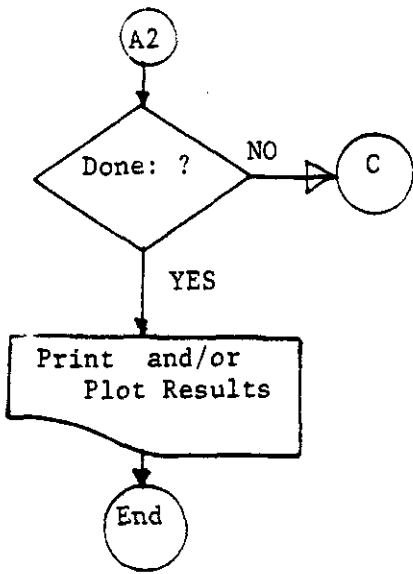 A2
Done: ?
NO
C
YES
Print and/or
Plot Results
End